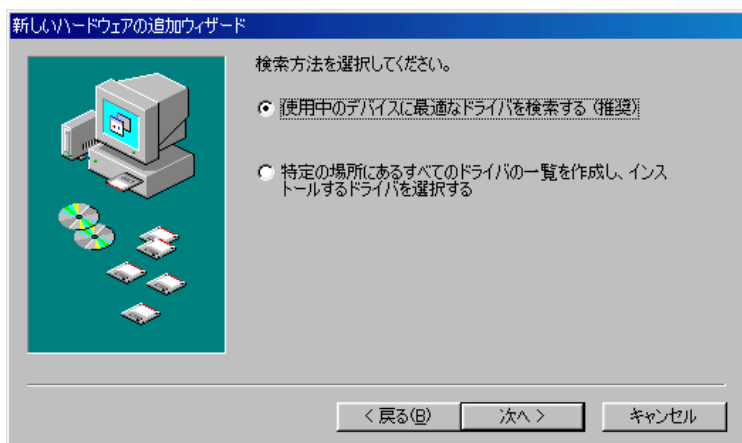 新しいハードウェアの追加ウィザード
検索方法を選択してください。
使用中のデバイスに最適なドライバを検索する (推奨)
特定の場所にあるすべてのドライバの一覧を作成し、インス
トールするドライバを選択する
< 戻る(B)
次へ >
キャンセル